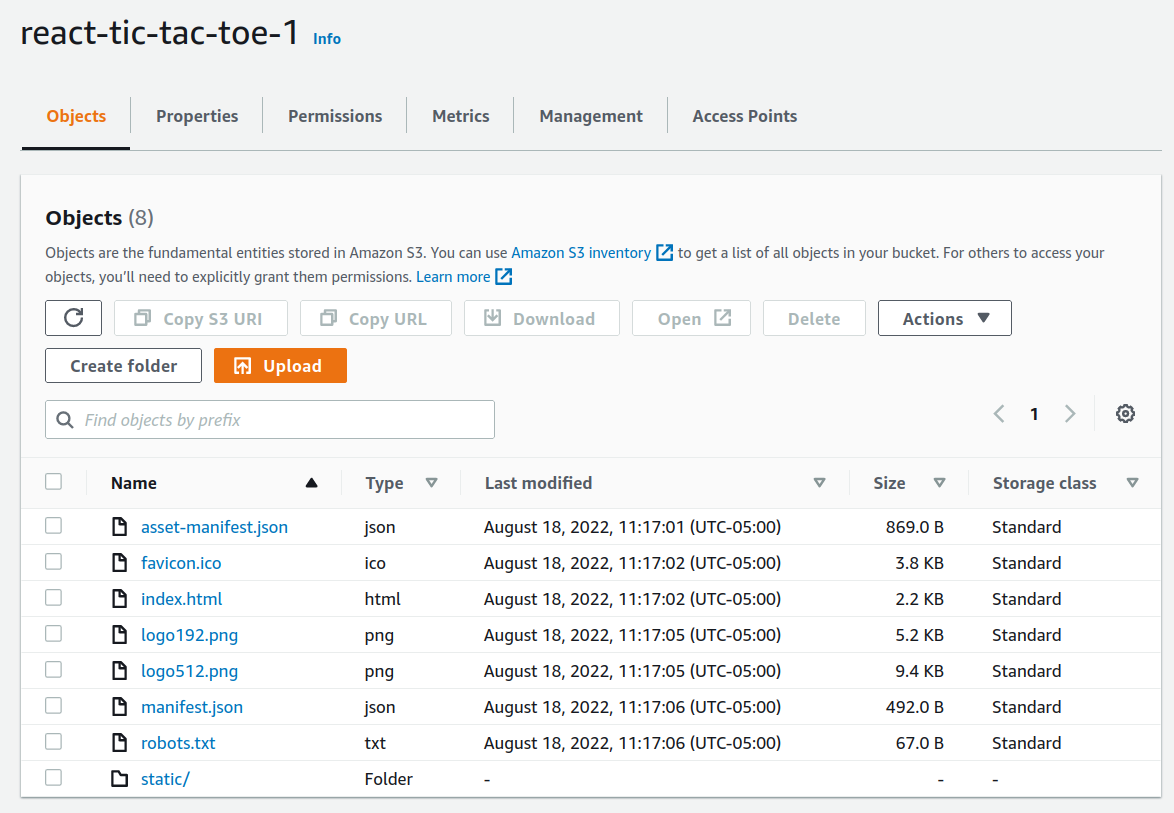 react-tic-tac-toe-1 Info
Objects Properties Permissions Metrics Management Access Points
Objects (8)
Objects are the fundamental entities stored in Amazon S3. You can use Amazon S3 inventory to get a list of all objects in your bucket. For others to access your
objects, you'll need to explicitly grant them permissions. Learn more
Copy S3 URI Copy URL Download Open Delete Actions
Create folder Upload
Find objects by prefix 1
Name Type Last modified Size Storage class
asset-manifest.json json August 18, 2022, 11:17:01 (UTC-05:00) 869.0 B Standard
favicon.ico ico August 18, 2022, 11:17:02 (UTC-05:00) 3.8 KB Standard
index.html html August 18, 2022, 11:17:02 (UTC-05:00) 2.2 KB Standard
logo192.png png August 18, 2022, 11:17:05 (UTC-05:00) 5.2 KB Standard
logo512.png png August 18, 2022, 11:17:05 (UTC-05:00) 9.4 KB Standard
manifest.json json August 18, 2022, 11:17:06 (UTC-05:00) 492.0 B Standard
robots.txt txt August 18, 2022, 11:17:06 (UTC-05:00) 67.0 B Standard
static/ Folder - - -